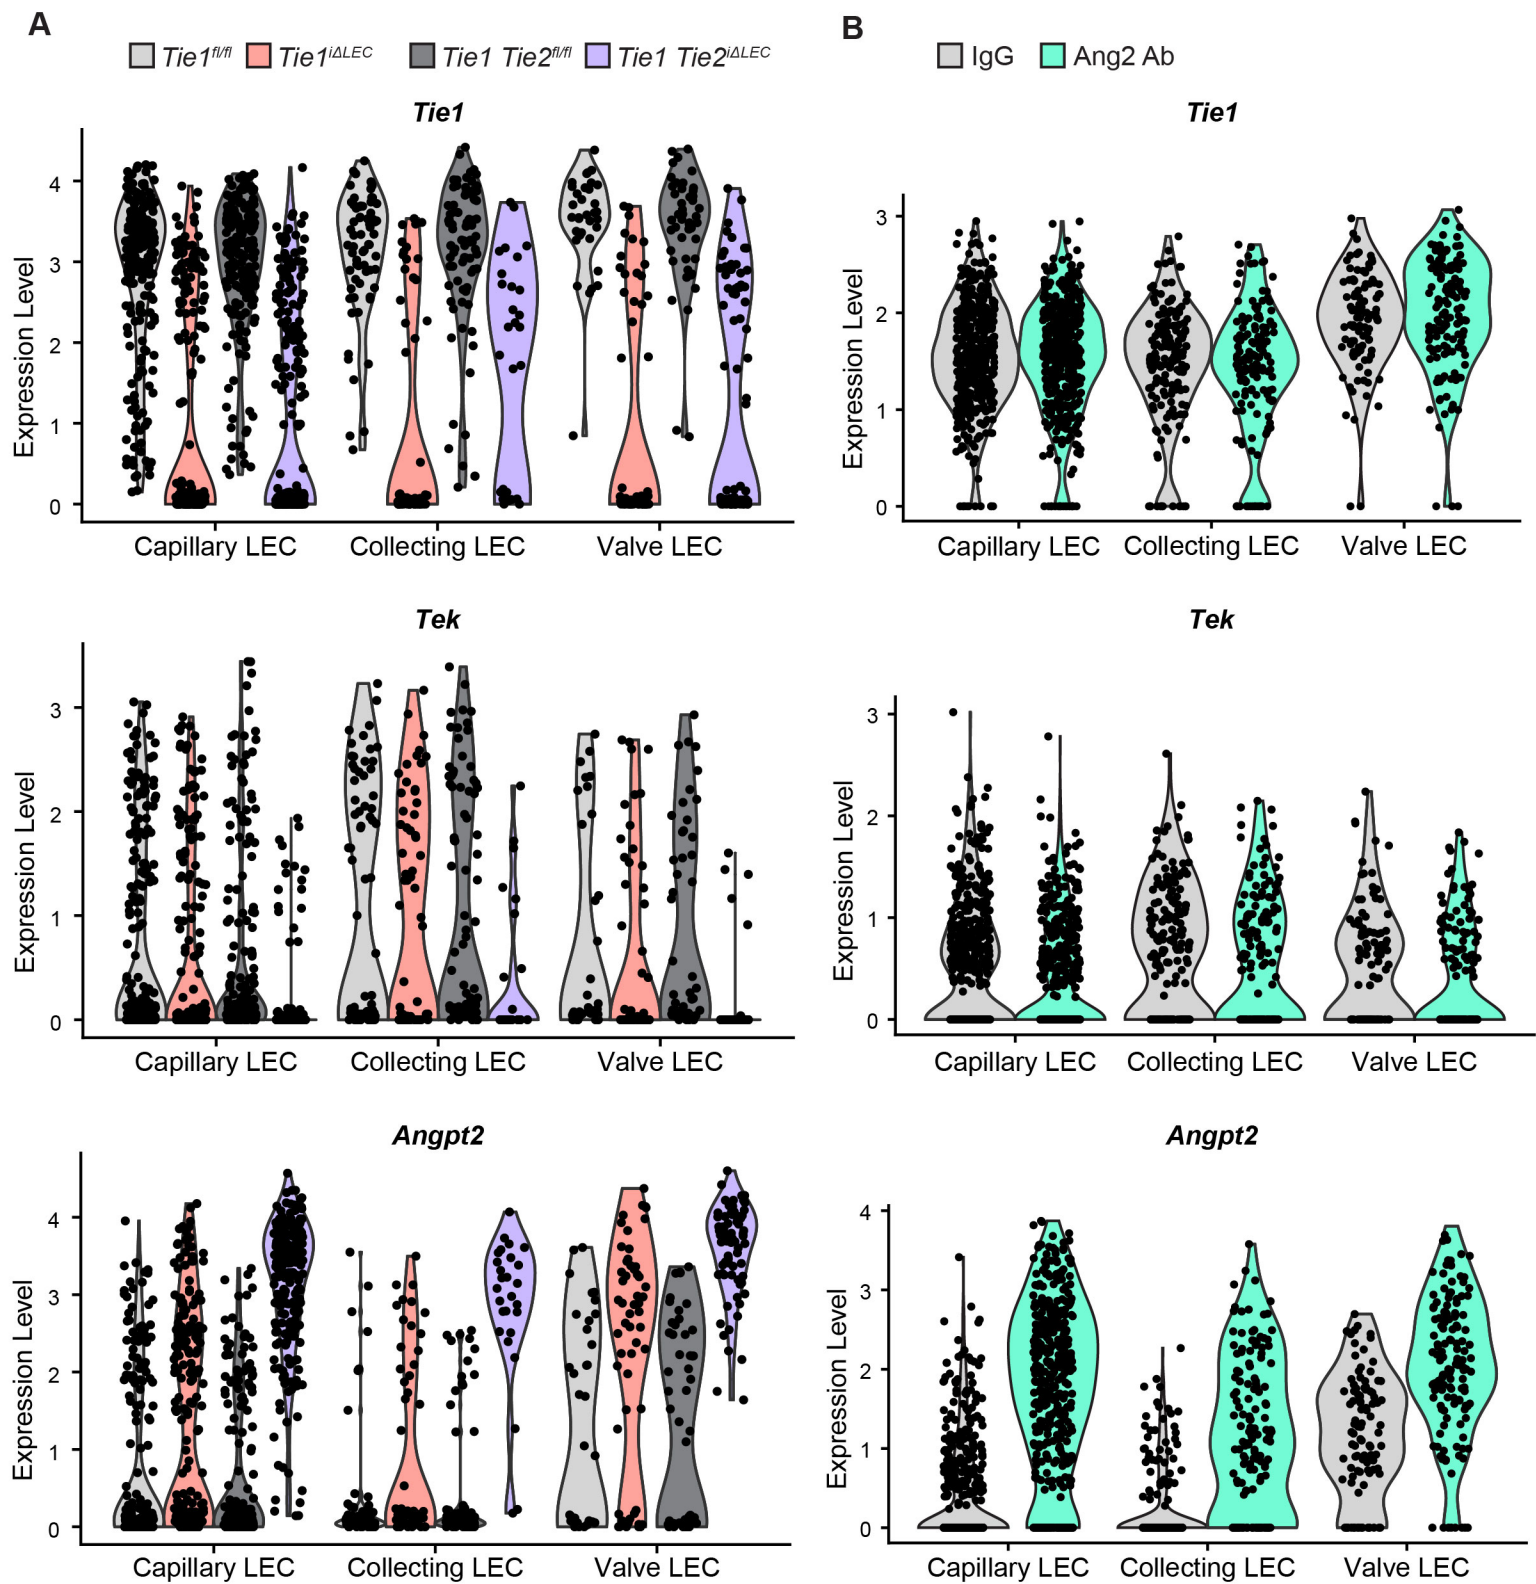 A
B
Tie1fl/fl Tie1iΔLEC Tie1 Tie2fl/fl Tie1 Tie2iΔLEC
IgG Ang2 Ab
Tie1
Expression Level
4
3
2
1
0
Capillary LEC Collecting LEC Valve LEC
Tie1
Expression Level
3
2
1
0
Capillary LEC Collecting LEC Valve LEC
Tek
Expression Level
3
2
1
0
Capillary LEC Collecting LEC Valve LEC
Tek
Expression Level
3
2
1
0
Capillary LEC Collecting LEC Valve LEC
Angpt2
Expression Level
4
3
2
1
0
Capillary LEC Collecting LEC Valve LEC
Angpt2
Expression Level
4
3
2
1
0
Capillary LEC Collecting LEC Valve LEC